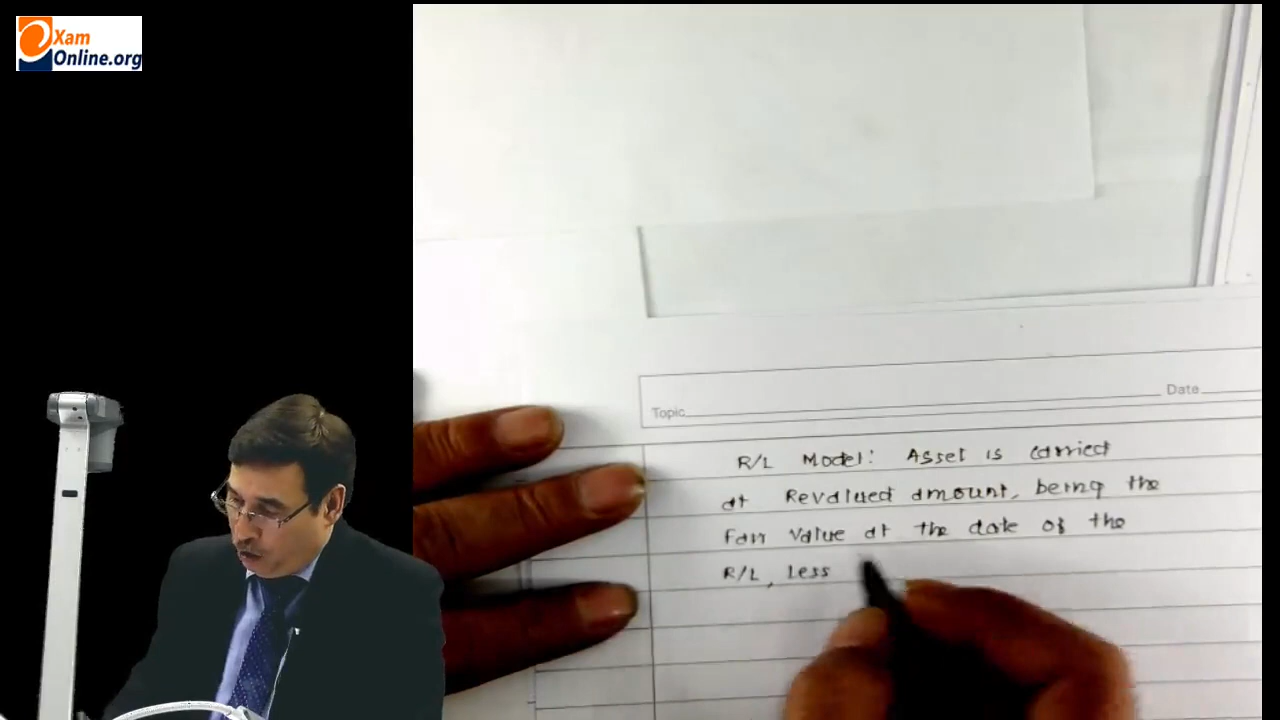 Xam
Online.org
Topic
Date
R/L Model: Asset is carried
at Revalued amount, being the
Fair value at the date of the
R/L, Less